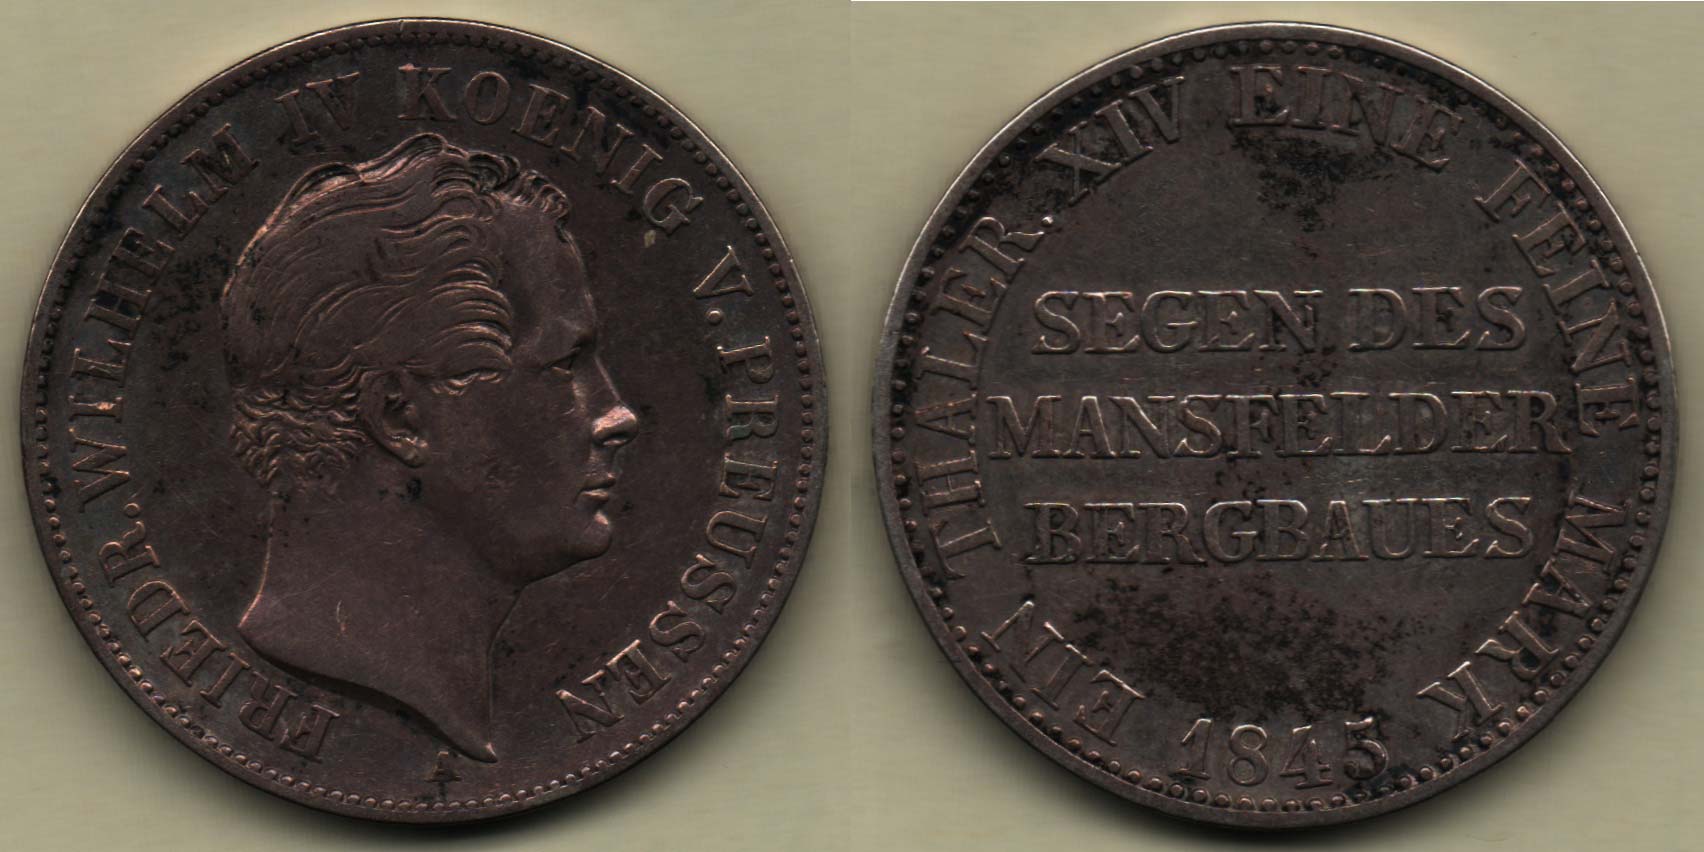 FRIEDR. WILHELM IV KOENIG V. PREUSSEN
A
EIN THALER. XIV EINE FEINE MARK
SEGEN DES
MANSFELDER
BERGBAUES
1845